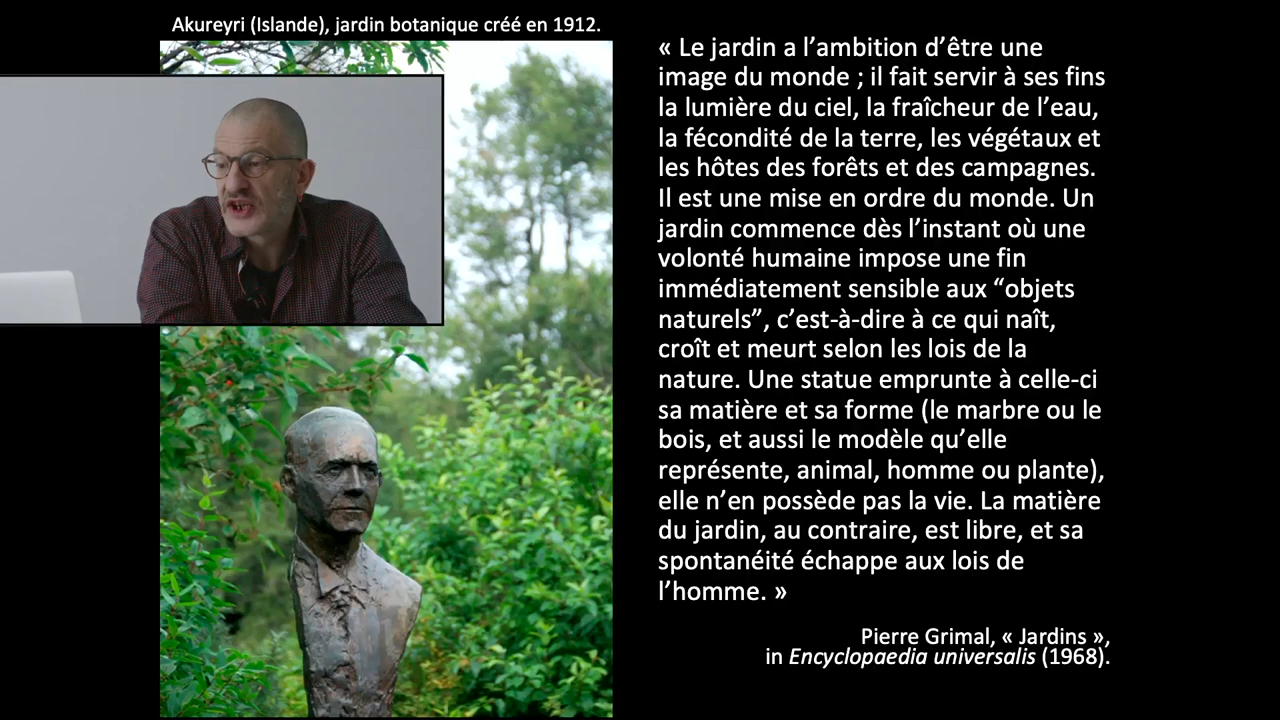 Akureyri (Islande), jardin botanique créé en 1912.
« Le jardin a l’ambition d’être une
image du monde ; il fait servir à ses fins
la lumière du ciel, la fraîcheur de l’eau,
la fécondité de la terre, les végétaux et
les hôtes des forêts et des campagnes.
Il est une mise en ordre du monde. Un
jardin commence dès l’instant où une
volonté humaine impose une fin
immédiatement sensible aux “objets
naturels”, c’est-à-dire à ce qui naît,
croît et meurt selon les lois de la
nature. Une statue emprunte à celle-ci
sa matière et sa forme (le marbre ou le
bois, et aussi le modèle qu’elle
représente, animal, homme ou plante),
elle n’en possède pas la vie. La matière
du jardin, au contraire, est libre, et sa
spontanéité échappe aux lois de
l’homme. »
Pierre Grimal, « Jardins »,
in Encyclopaedia universalis (1968).